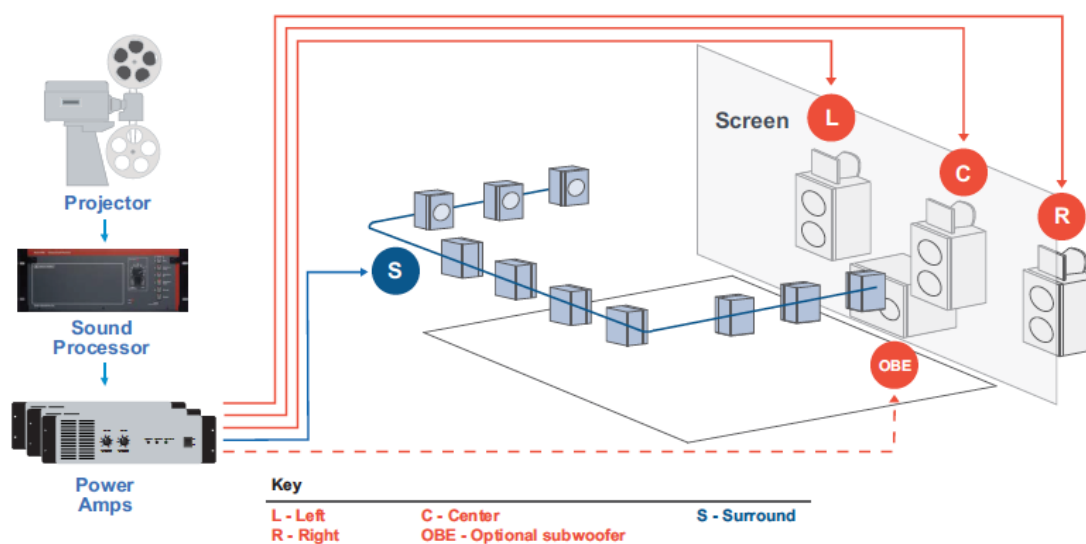 L
Screen
C
Projector
R
S
Sound
Processor
OBE
Power
Amps
Key
L - Left
C - Center
S - Surround
R - Right
OBE - Optional subwoofer